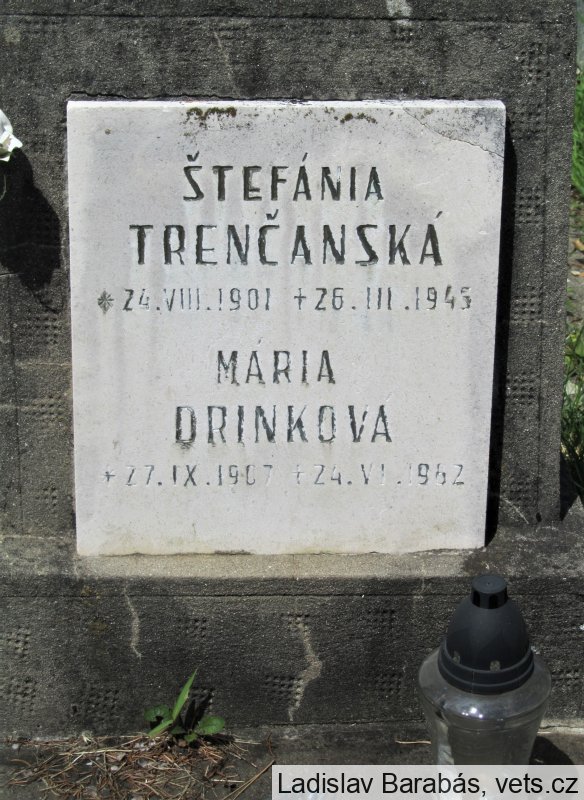 ŠTEFÁNIA
TRENČANSKÁ
* 24.VIII.1901 + 26.III.1945
MÁRIA
DRINKOVÁ
* 27.IX.1907 + 24.VI.1962
Ladislav Barabás, vets.cz